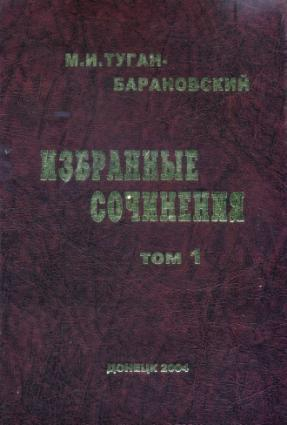 М.И.ТУГАН-
БАРАНОВСКИЙ
ИЗБРАННЫЕ
СОЧИНЕНИЯ
ТОМ 1
ДОНЕЦК 2004